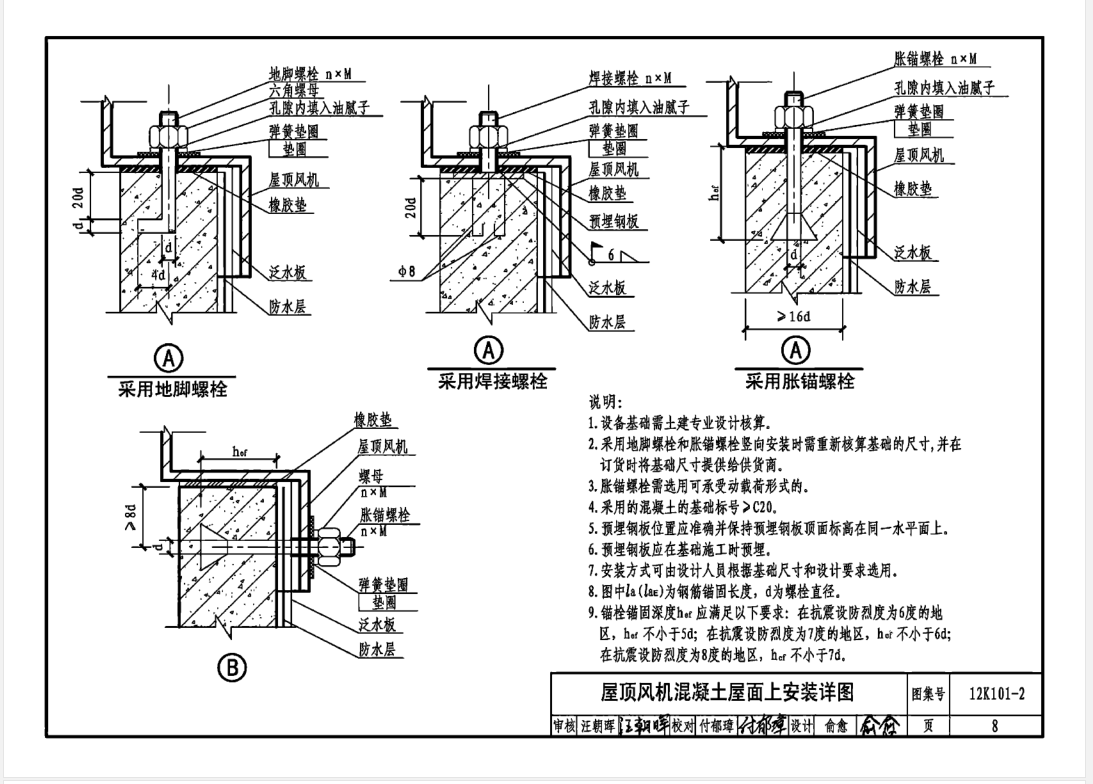 地脚螺栓 n×M
六角螺母
孔隙内填入油腻子
弹簧垫圈
垫圈
屋顶风机
橡胶垫
20d
d
d
4d
泛水板
防水层
A
采用地脚螺栓
焊接螺栓 n×M
孔隙内填入油腻子
弹簧垫圈
垫圈
屋顶风机
橡胶垫
预埋钢板
20d
6
ϕ8
泛水板
防水层
A
采用焊接螺栓
胀锚螺栓 n×M
孔隙内填入油腻子
弹簧垫圈
垫圈
屋顶风机
橡胶垫
hef
d
泛水板
防水层
≥16d
A
采用胀锚螺栓
橡胶垫
hef
屋顶风机
螺母
n×M
≥8d
胀锚螺栓
n×M
d
弹簧垫圈
垫圈
泛水板
防水层
B
说明:
1.设备基础需土建专业设计核算。
2.采用地脚螺栓和胀锚螺栓竖向安装时需重新核算基础的尺寸,并在
订货时将基础尺寸提供给供货商。
3.胀锚螺栓需选用可承受动载荷形式的。
4.采用的混凝土的基础标号≥C20。
5.预埋钢板位置应准确并保持预埋钢板顶面标高在同一水平面上。
6.预埋钢板应在基础施工时预埋。
7.安装方式可由设计人员根据基础尺寸和设计要求选用。
8.图中la(laE)为钢筋锚固长度，d为螺栓直径。
9.锚栓锚固深度hef应满足以下要求：在抗震设防烈度为6度的地
区，hef不小于5d；在抗震设防烈度为7度的地区，hef不小于6d；
在抗震设防烈度为8度的地区，hef不小于7d。
屋顶风机混凝土屋面上安装详图 图集号 12K101-2
审核 汪朝晖 汪朝晖 校对 付郁璋 付郁璋 设计 俞愈 俞愈 页 8